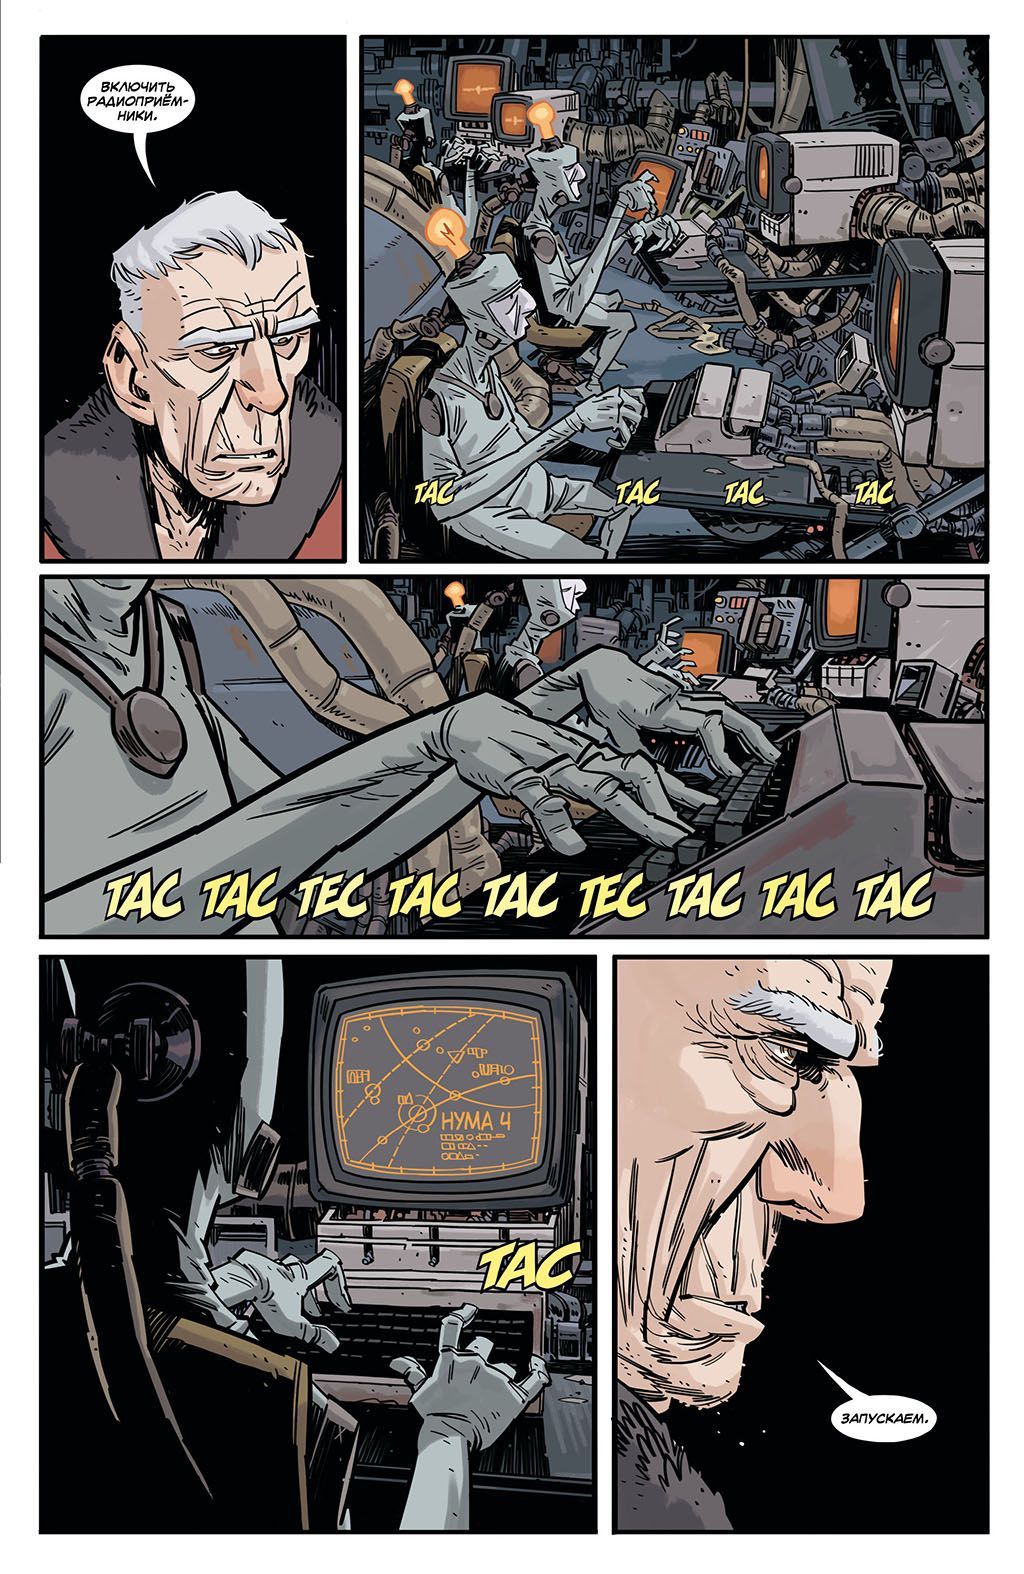 ВКЛЮЧИТЬ
РАДИОПРИЁМ-
НИКИ.
ТАС ТАС ТАС ТАС
ТАС ТАС ТЕС ТАС ТАС ТЕС ТАС ТАС ТАС
НУМА 4
ТАС
ЗАПУСКАЕМ.